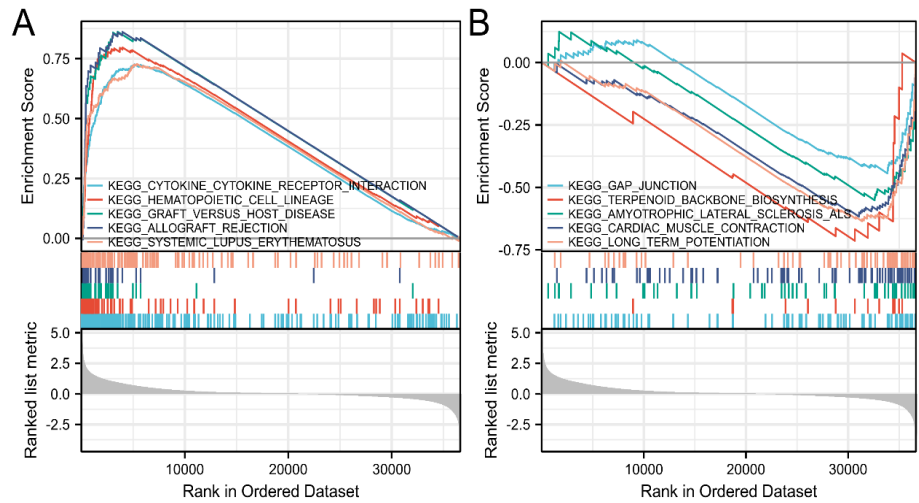 A
Enrichment Score
0.75
0.50
0.25
0.00
KEGG_CYTOKINE_CYTOKINE_RECEPTOR_INTERACTION
KEGG_HEMATOPOIETIC_CELL_LINEAGE
KEGG_GRAFT_VERSUS_HOST_DISEASE
KEGG_ALLOGRAFT_REJECTION
KEGG_SYSTEMIC_LUPUS_ERYTHEMATOSUS
Ranked list metric
5.0
2.5
0.0
-2.5
10000 20000 30000
Rank in Ordered Dataset
B
Enrichment Score
0.00
-0.25
-0.50
-0.75
KEGG_GAP_JUNCTION
KEGG_TERPENOID_BACKBONE_BIOSYNTHESIS
KEGG_AMYOTROPHIC_LATERAL_SCLEROSIS_ALS
KEGG_CARDIAC_MUSCLE_CONTRACTION
KEGG_LONG_TERM_POTENTIATION
Ranked list metric
5.0
2.5
0.0
-2.5
10000 20000 30000
Rank in Ordered Dataset